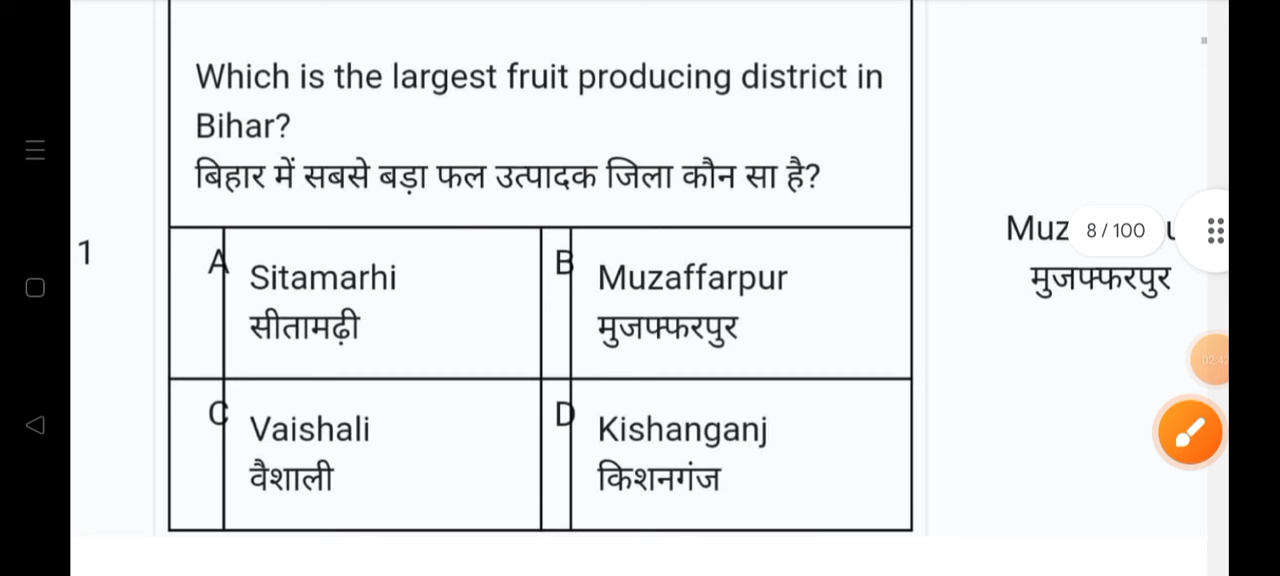 Which is the largest fruit producing district in
Bihar?
बिहार में सबसे बड़ा फल उत्पादक जिला कौन सा है?
1
A
Sitamarhi
सीतामढ़ी
B
Muzaffarpur
मुजफ्फरपुर
C
Vaishali
वैशाली
D
Kishanganj
किशनगंज
8 / 100
मुजफ्फरपुर